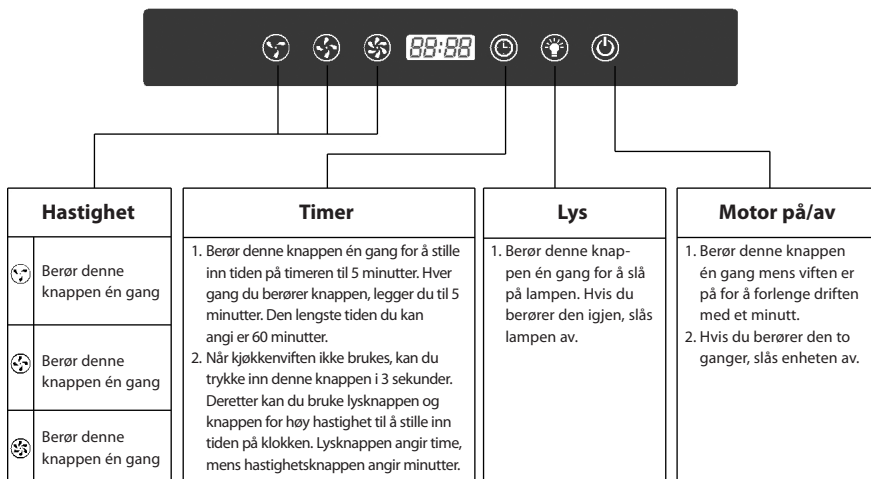 88:88
Hastighet
Berør denne
knappen én gang
Berør denne
knappen én gang
Berør denne
knappen én gang
Timer
1. Berør denne knappen én gang for å stille
inn tiden på timeren til 5 minutter. Hver
gang du berører knappen, legger du til 5
minutter. Den lengste tiden du kan
angi er 60 minutter.
2. Når kjøkkenviften ikke brukes, kan du
trykke inn denne knappen i 3 sekunder.
Deretter kan du bruke lysknappen og
knappen for høy hastighet til å stille inn
tiden på klokken. Lysknappen angir time,
mens hastighetsknappen angir minutter.
Lys
1. Berør denne knap-
pen én gang for å slå
på lampen. Hvis du
berører den igjen, slås
lampen av.
Motor på/av
1. Berør denne knappen
én gang mens viften er
på for å forlenge driften
med et minutt.
2. Hvis du berører den to
ganger, slås enheten av.